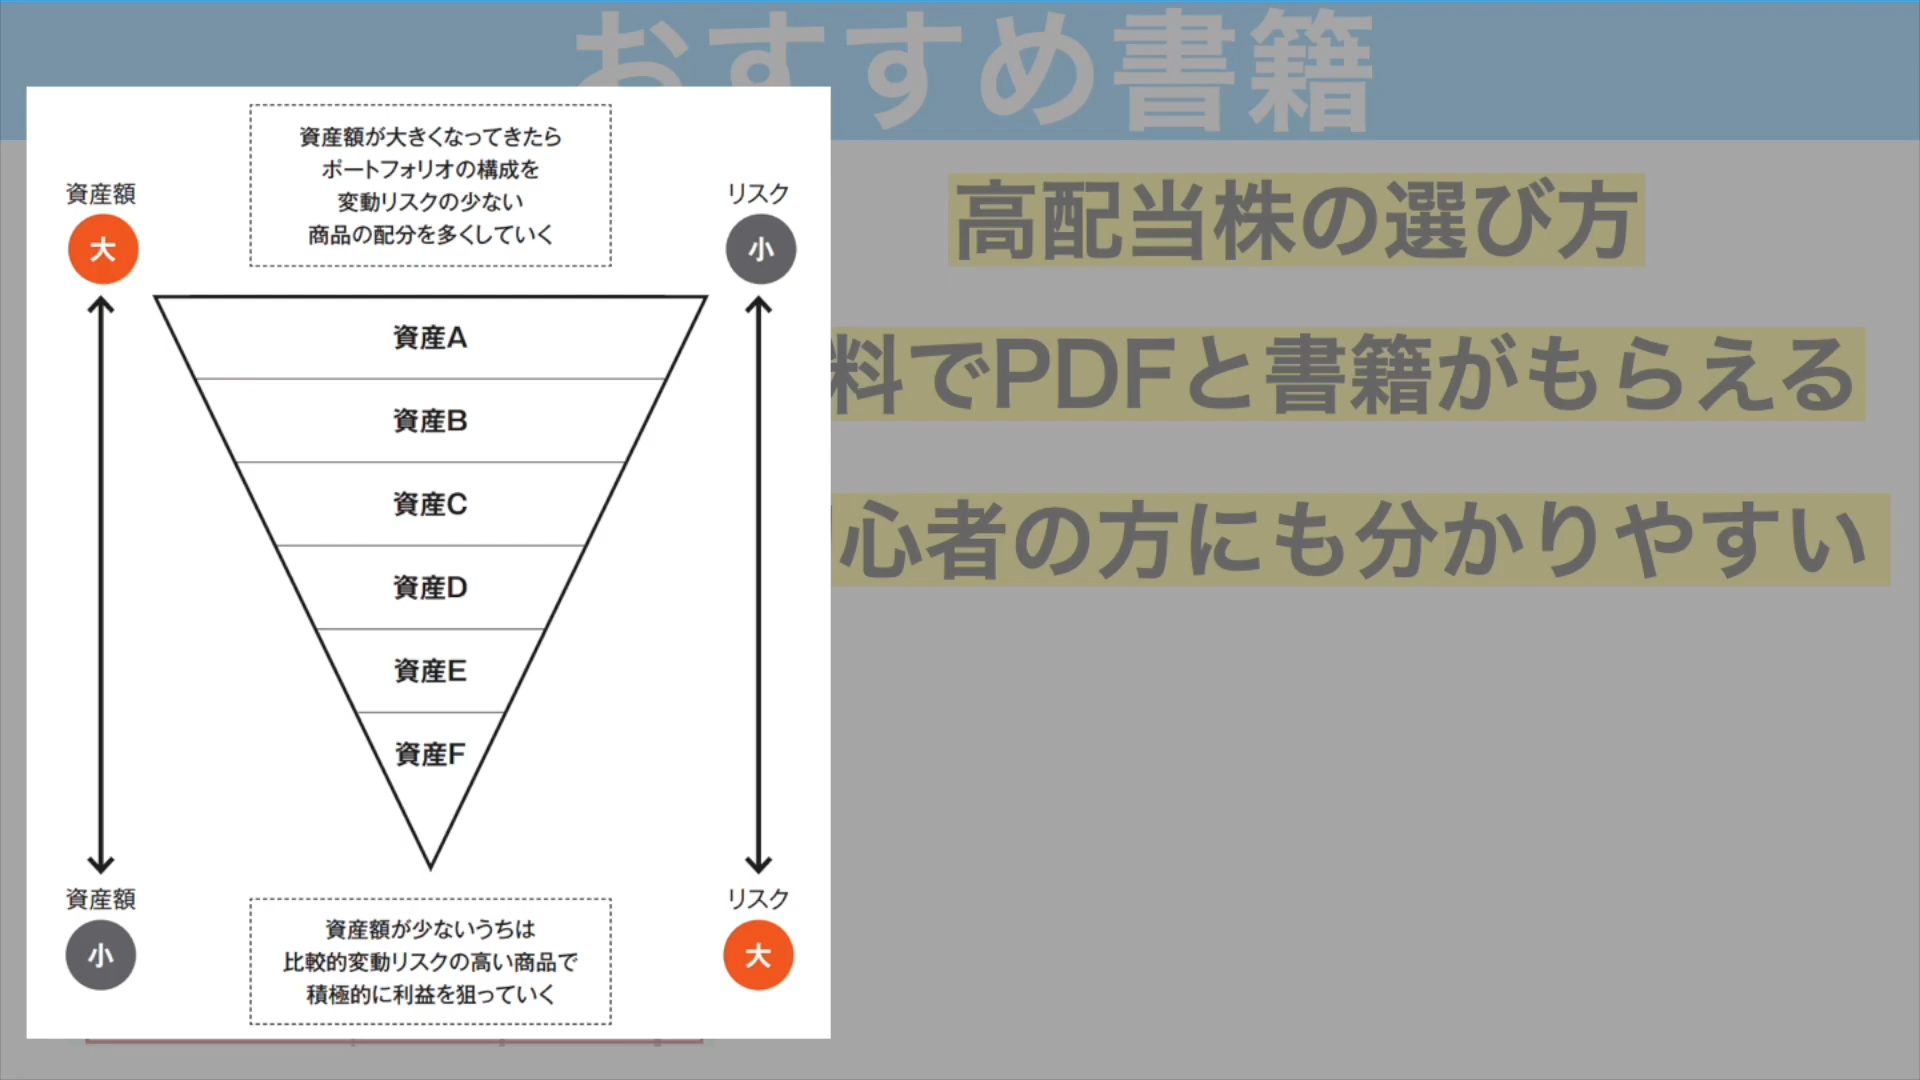 おすすめ書籍
資産額が大きくなってきたら
ポートフォリオの構成を
変動リスクの少ない
商品の配分を多くしていく
資産額
大
リスク
小
資産A
資産B
資産C
資産D
資産E
資産F
資産額
小
リスク
大
資産額が少ないうちは
比較的変動リスクの高い商品で
積極的に利益を狙っていく
高配当株の選び方
料でPDFと書籍がもらえる
心者の方にも分かりやすい